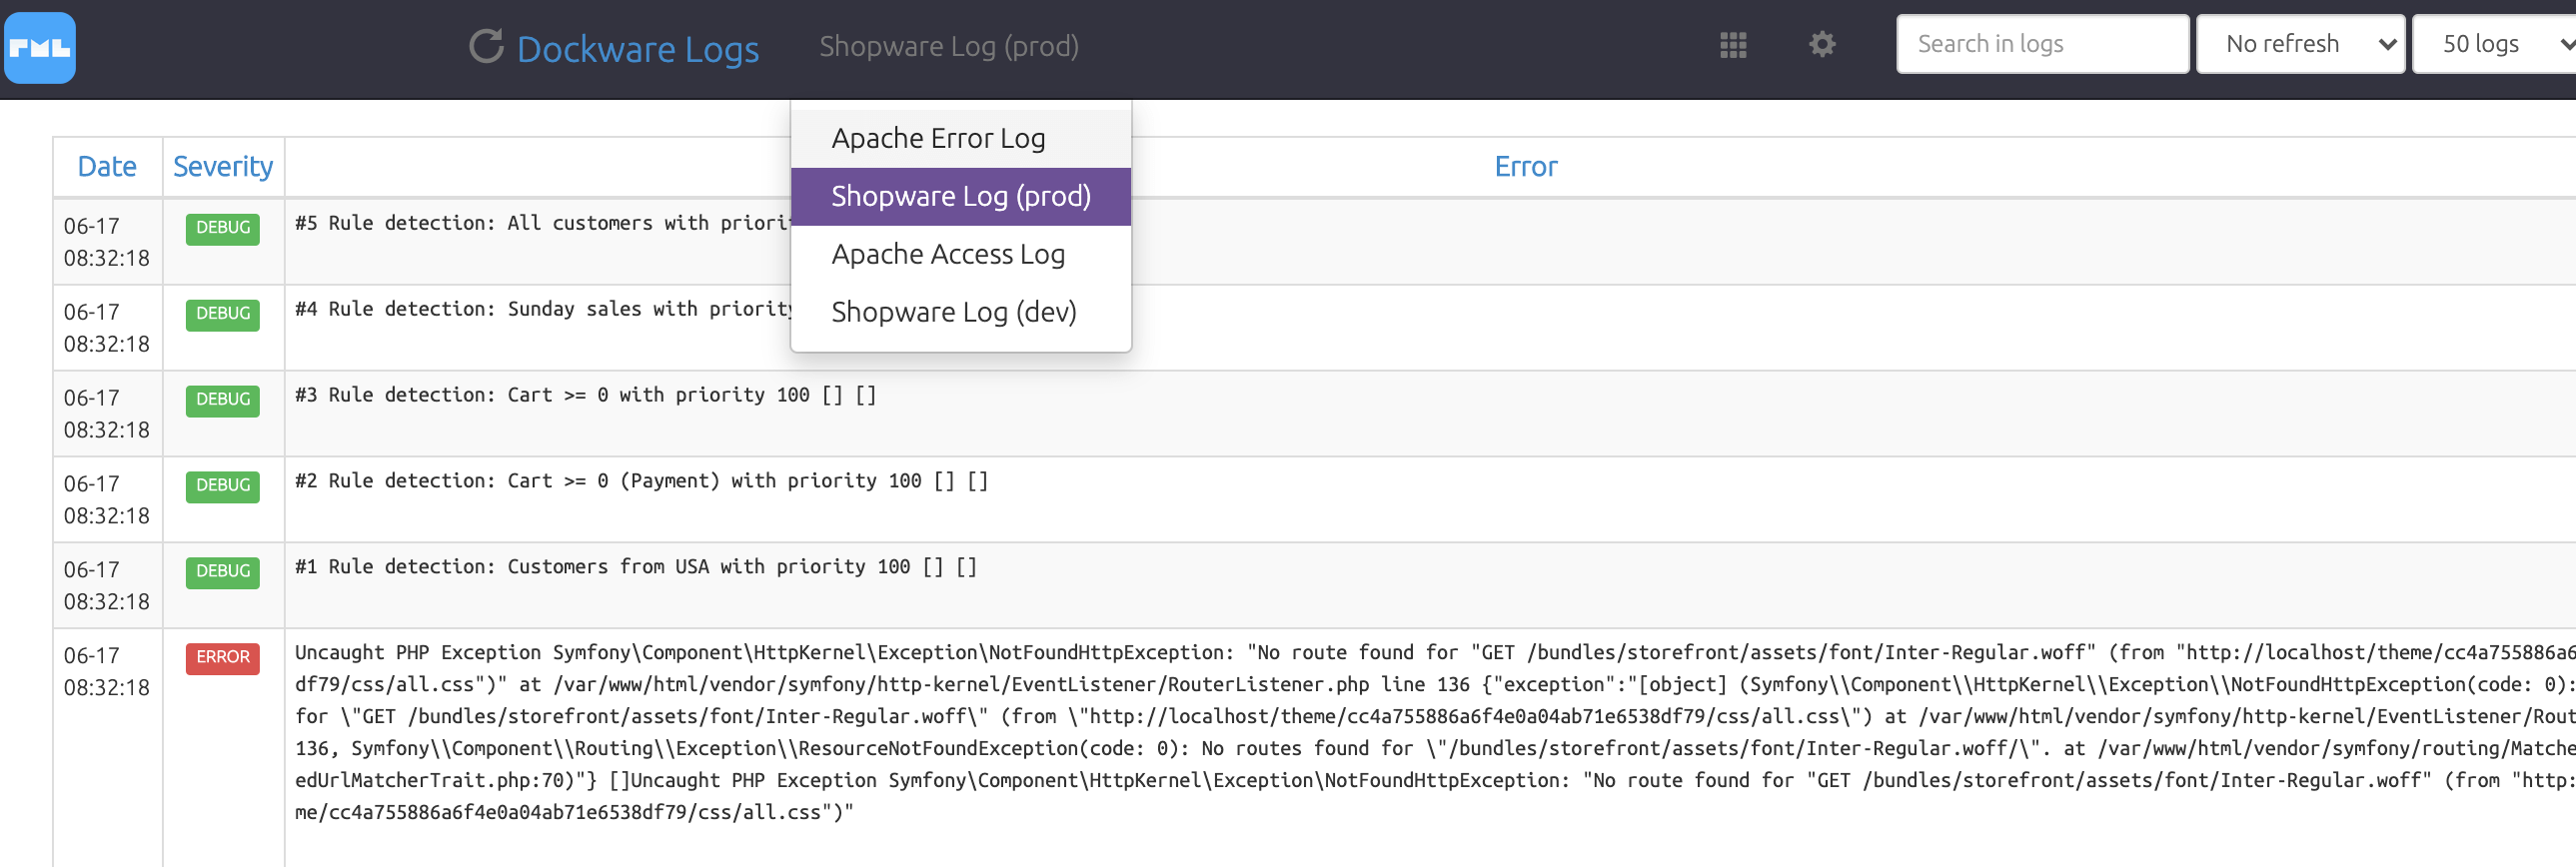 PML
Dockware Logs
Shopware Log (prod)
Search in logs
No refresh
50 logs
Apache Error Log
Shopware Log (prod)
Apache Access Log
Shopware Log (dev)
Date Severity Error
06-17
08:32:18
DEBUG
#5 Rule detection: All customers with
06-17
08:32:18
DEBUG
#4 Rule detection: Sunday sales with
06-17
08:32:18
DEBUG
#3 Rule detection: Cart >= 0 with priority 100 [] []
06-17
08:32:18
DEBUG
#2 Rule detection: Cart >= 0 (Payment) with priority 100 [] []
06-17
08:32:18
DEBUG
#1 Rule detection: Customers from USA with priority 100 [] []
06-17
08:32:18
ERROR
Uncaught PHP Exception Symfony\Component\HttpKernel\Exception\NotFoundHttpException: "No route found for "GET /bundles/storefront/assets/font/Inter-Regular.woff" (from "http://localhost/theme/cc4a755886a6
df79/css/all.css")" at /var/www/html/vendor/symfony/http-kernel/EventListener/RouterListener.php line 136 {"exception":"[object] (Symfony\\Component\\HttpKernel\\Exception\\NotFoundHttpException(code: 0):
for \"GET /bundles/storefront/assets/font/Inter-Regular.woff\" (from \"http://localhost/theme/cc4a755886a6f4e0a04ab71e6538df79/css/all.css\") at /var/www/html/vendor/symfony/http-kernel/EventListener/Rout
136, Symfony\\Component\\Routing\\Exception\\ResourceNotFoundException(code: 0): No routes found for \"/bundles/storefront/assets/font/Inter-Regular.woff/\". at /var/www/html/vendor/symfony/routing/Matche
edUrlMatcherTrait.php:70)"} []Uncaught PHP Exception Symfony\Component\HttpKernel\Exception\NotFoundHttpException: "No route found for "GET /bundles/storefront/assets/font/Inter-Regular.woff" (from "http:
me/cc4a755886a6f4e0a04ab71e6538df79/css/all.css")"